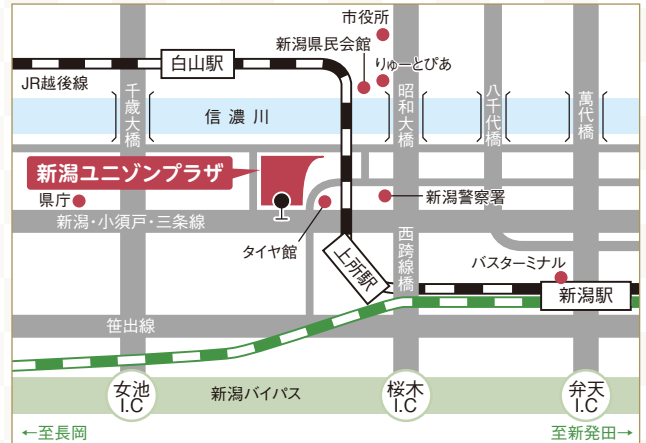 市役所
新潟県民会館
白山駅
りゅーとぴあ
JR越後線
千歳大橋
信濃川
昭和大橋
八千代橋
萬代橋
新潟ユニゾンプラザ
県庁
新潟警察署
新潟・小須戸・三条線
タイヤ館
西跨線橋
上所駅
バスターミナル
新潟駅
笹出線
女池
I.C
新潟バイパス
桜木
I.C
弁天
I.C
←至長岡
至新発田→